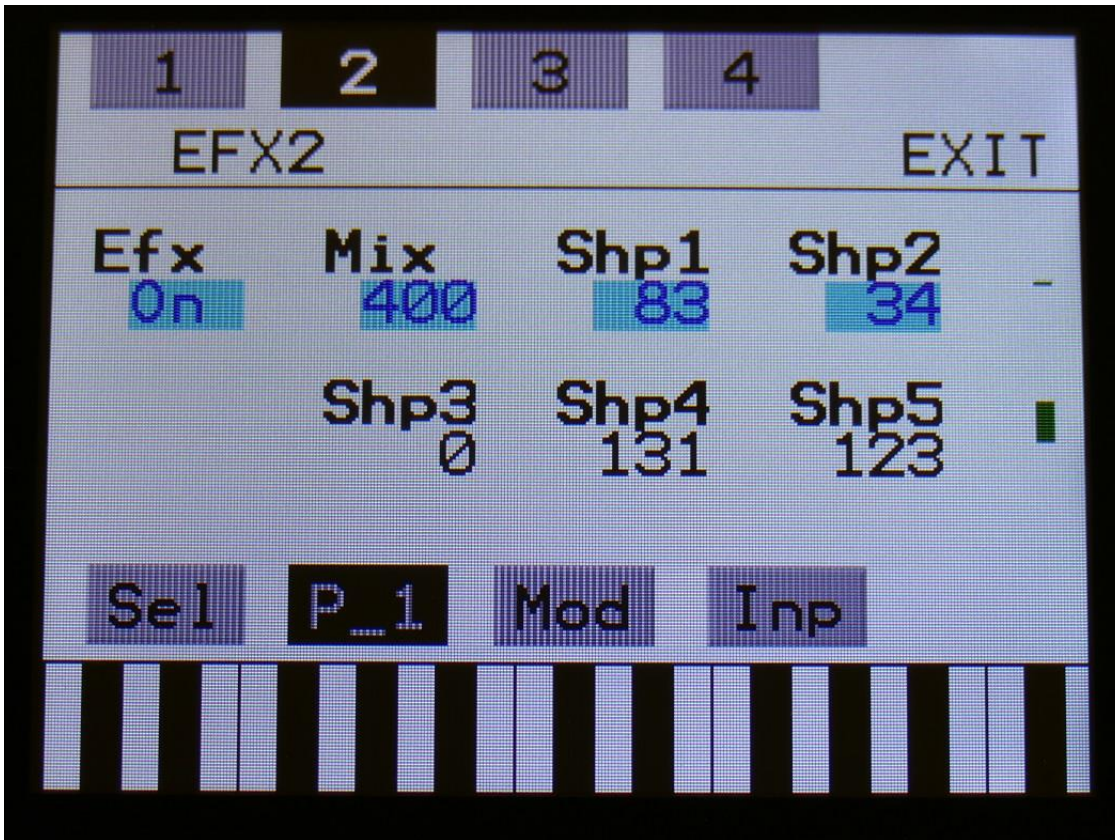 1 2 3 4
EFX2 EXIT
Efx Mix Shp1 Shp2
On 400 83 34
Shp3 Shp4 Shp5
0 131 123
Sel P_1 Mod Inp